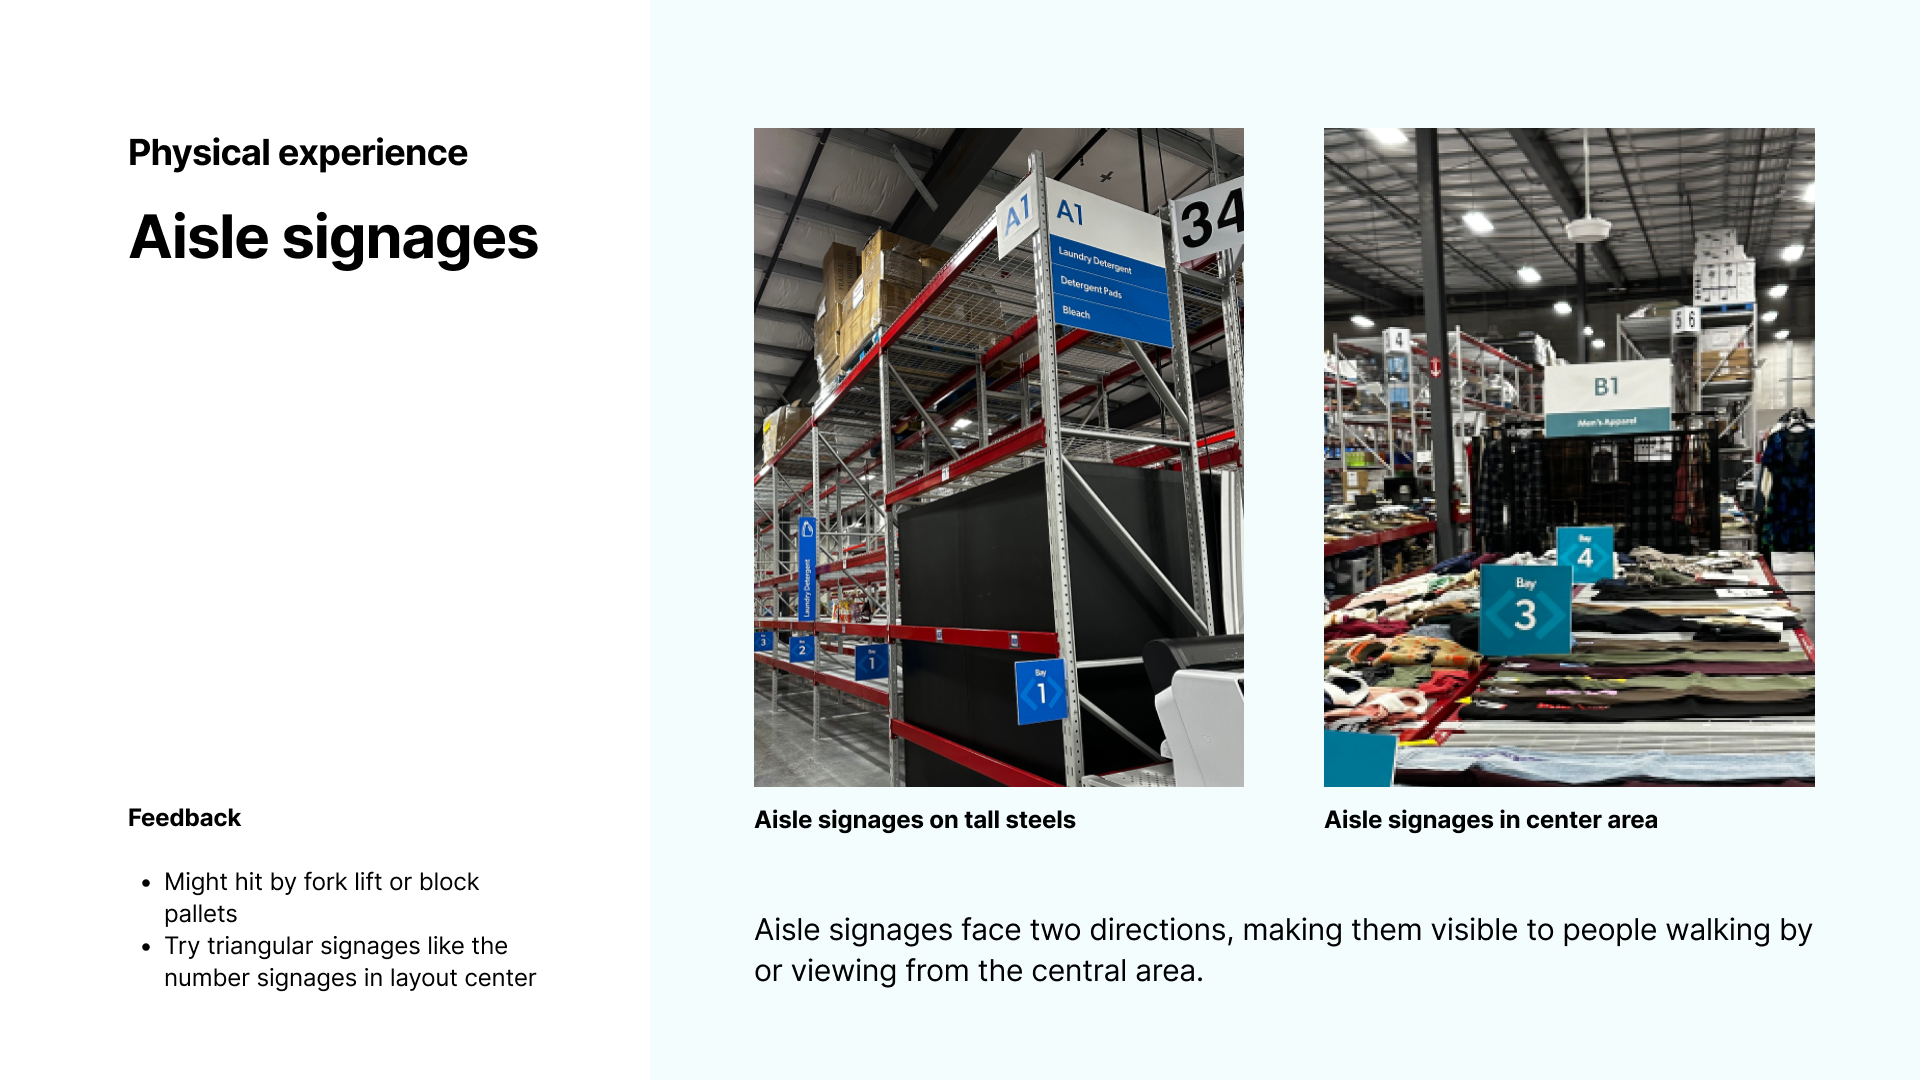 Physical experience
Aisle signages
Feedback
Might hit by fork lift or block
pallets
Try triangular signages like the
number signages in layout center
A1
A1
34
Laundry Detergent
Detergent Pads
Bleach
Laundry Detergent
3
2
Bay
1
Bay
1
4
5 6
B1
Men's Apparel
Bay
4
Bay
3
Aisle signages on tall steels
Aisle signages in center area
Aisle signages face two directions, making them visible to people walking by
or viewing from the central area.